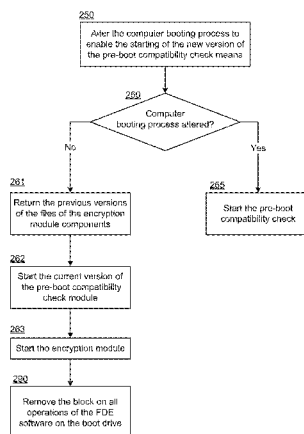 250
Alter the computer booting process to
enable the starting of the new version of
the pre-boot compatibility check means
260
Computer
booting process altered?
No
Yes
261
Return the previous versions
of the files of the encryption
module components
265
Start the pre-boot
compatibility check
262
Start the current version of
the pre-boot compatibility
check module
263
Start the encryption module
290
Remove the block on all
operations of the FDE
software on the boot drive